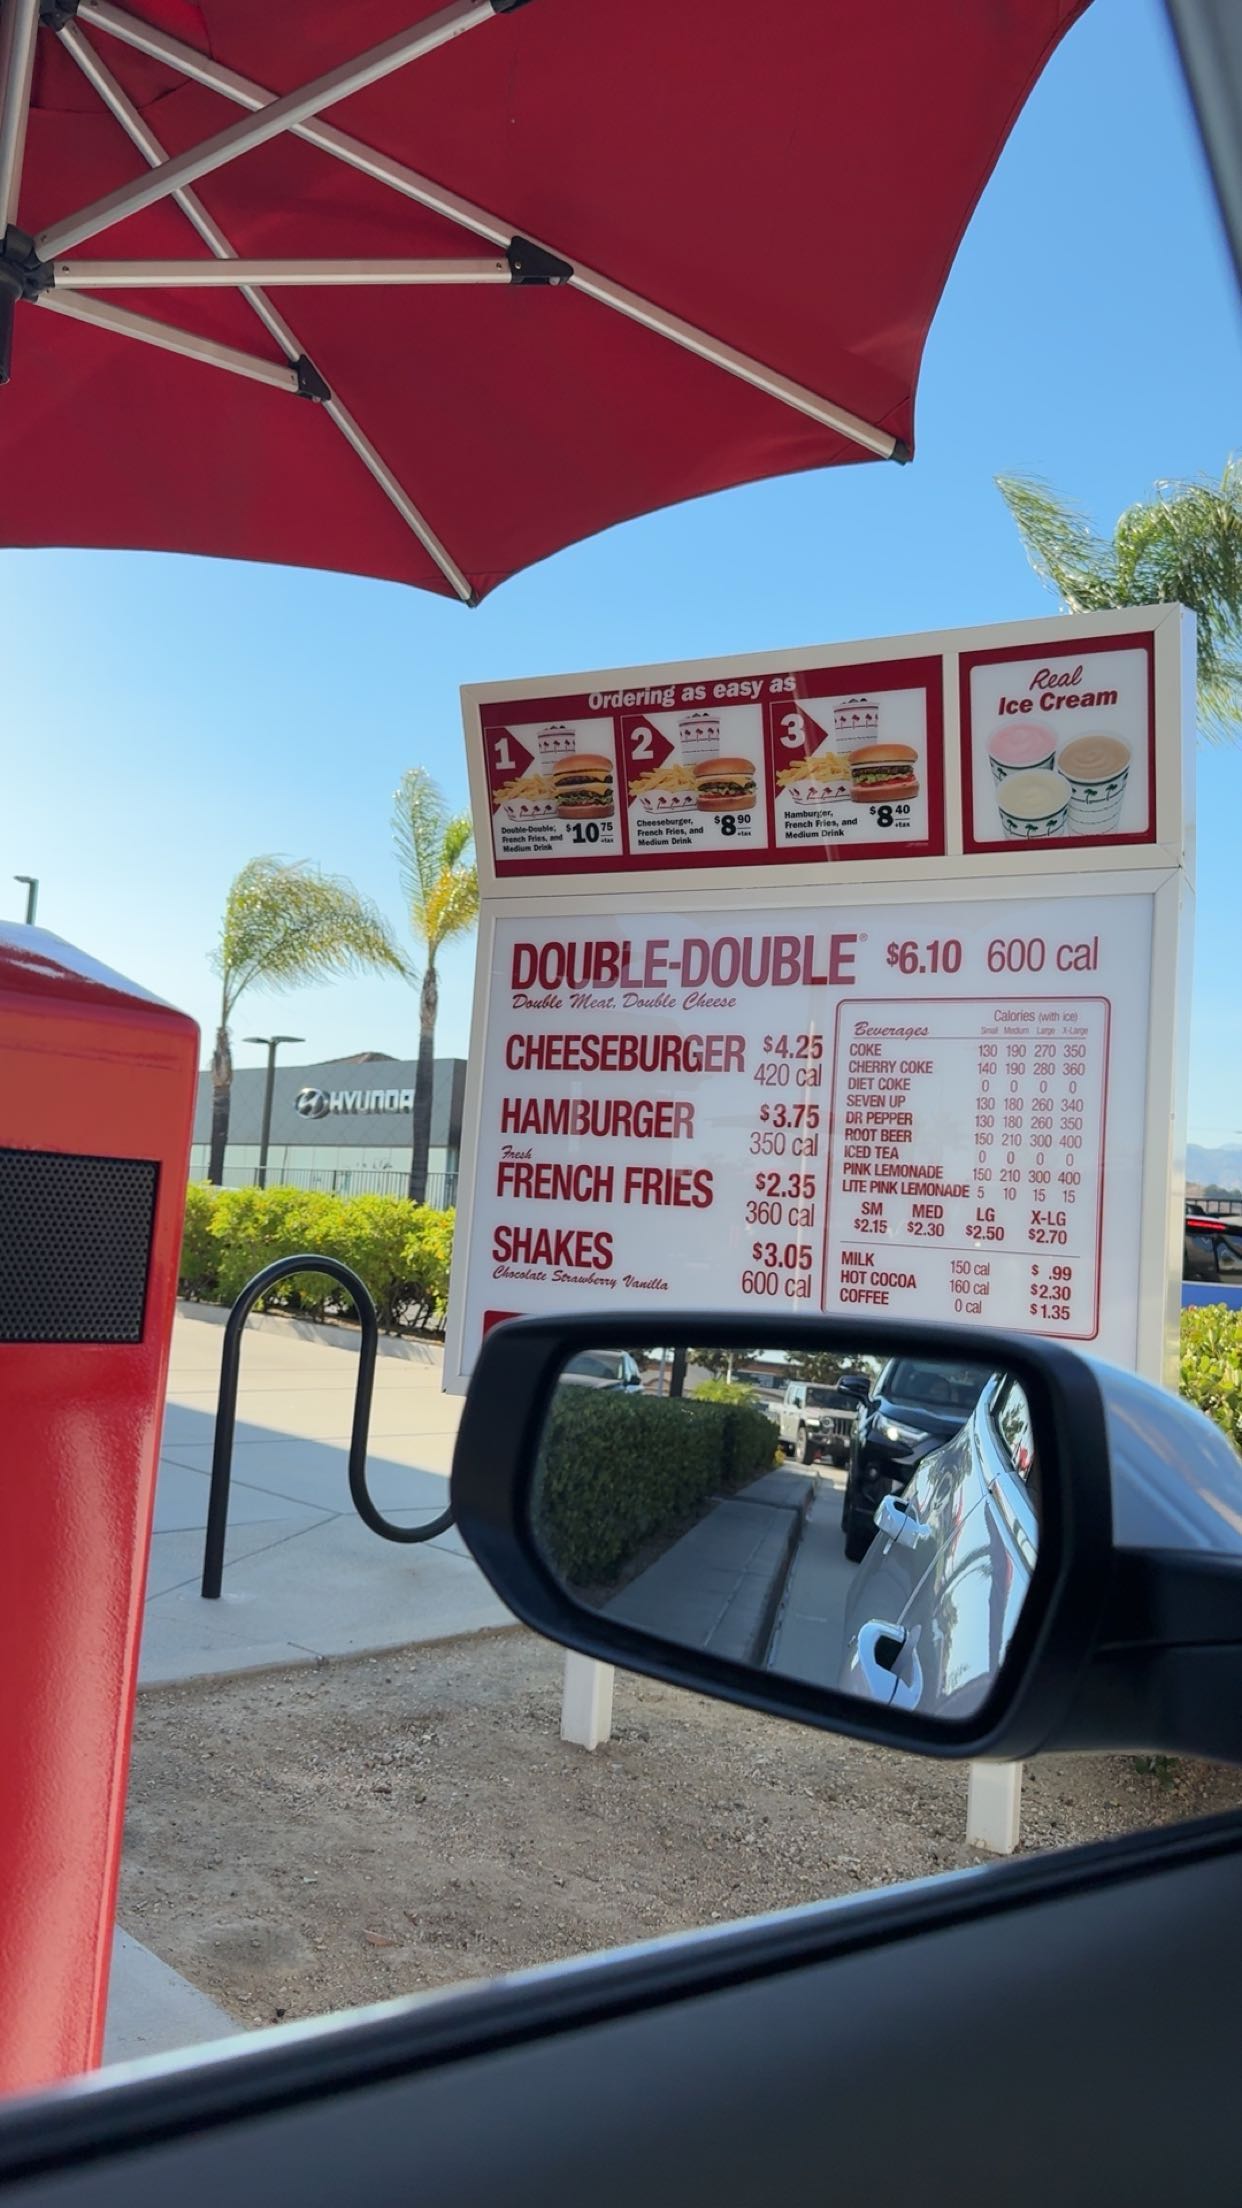 Ordering as easy as
1
Double-Double,
French Fries, and
Medium Drink
$10 75
+tax
2
Cheeseburger,
French Fries, and
Medium Drink
$8 90
+tax
3
Hamburger,
French Fries, and
Medium Drink
$8 40
+tax
Real
Ice Cream
DOUBLE-DOUBLE® $6.10 600 cal
Double Meat, Double Cheese
CHEESEBURGER $4.25
420 cal
HAMBURGER $3.75
350 cal
Fresh
FRENCH FRIES $2.35
360 cal
SHAKES $3.05
Chocolate Strawberry Vanilla 600 cal
Calories (with ice)
Beverages Small Medium Large X-Large
COKE 130 190 270 350
CHERRY COKE 140 190 280 360
DIET COKE 0 0 0 0
SEVEN UP 130 180 260 340
DR PEPPER 130 180 260 350
ROOT BEER 150 210 300 400
ICED TEA 0 0 0 0
PINK LEMONADE 150 210 300 400
LITE PINK LEMONADE 5 10 15 15
SM MED LG X-LG
$2.15 $2.30 $2.50 $2.70
MILK 150 cal $ .99
HOT COCOA 160 cal $2.30
COFFEE 0 cal $1.35
HYUNDAI